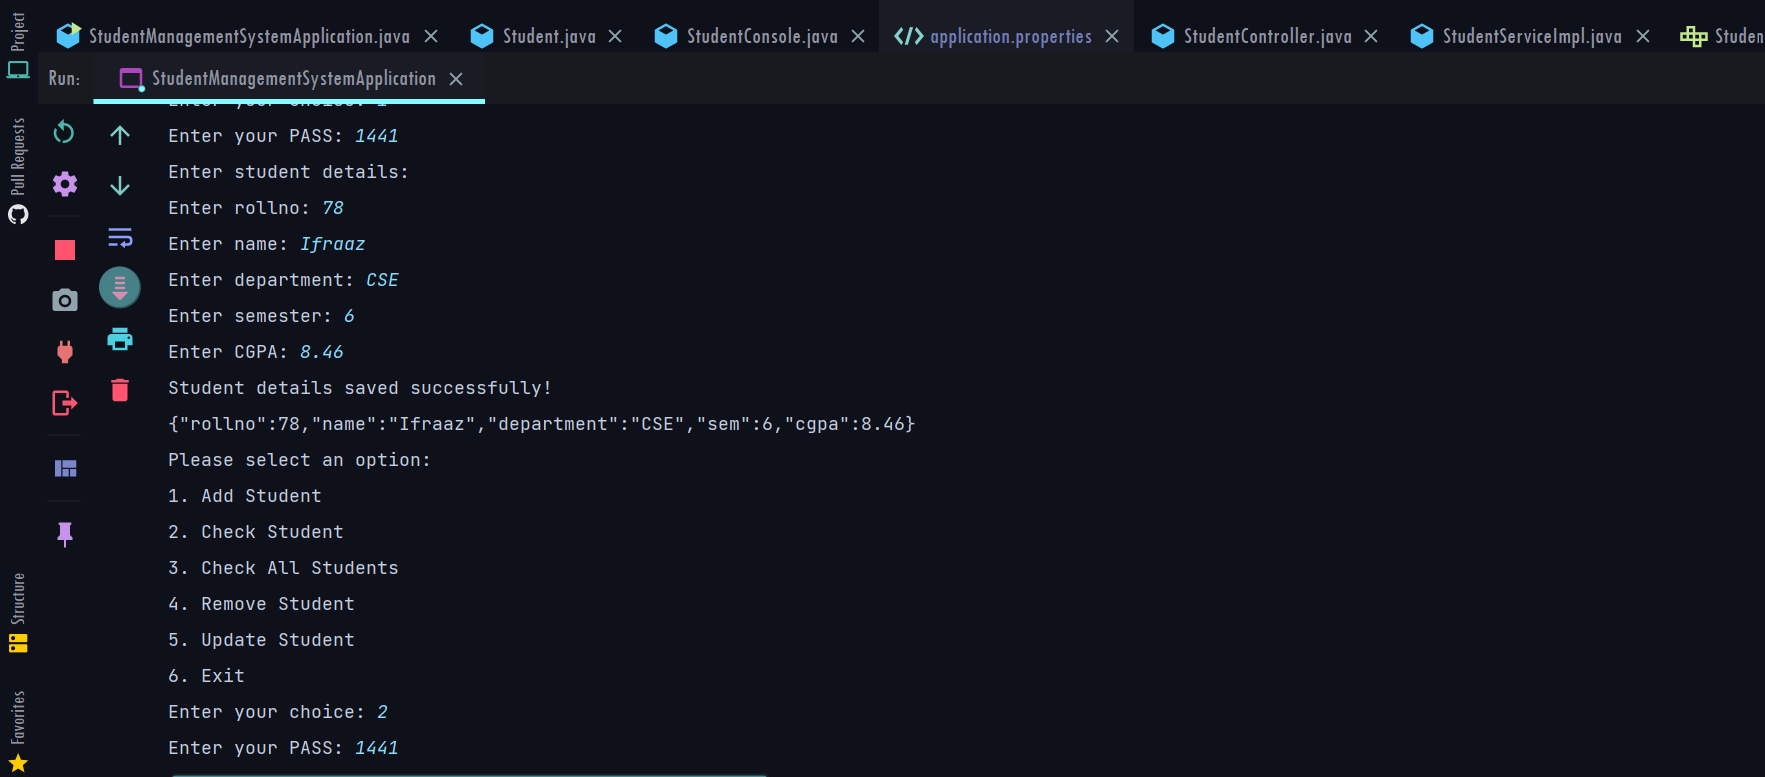 Project
StudentManagementSystemApplication.java
Student.java
StudentConsole.java
application.properties
StudentController.java
StudentServiceImpl.java
Studen
Run:
StudentManagementSystemApplication
Pull Requests
Enter your PASS: 1441
Enter student details:
Enter rollno: 78
Enter name: Ifraaz
Enter department: CSE
Enter semester: 6
Enter CGPA: 8.46
Student details saved successfully!
{"rollno":78,"name":"Ifraaz","department":"CSE","sem":6,"cgpa":8.46}
Please select an option:
1. Add Student
2. Check Student
3. Check All Students
4. Remove Student
5. Update Student
6. Exit
Enter your choice: 2
Enter your PASS: 1441
Structure
Favorites